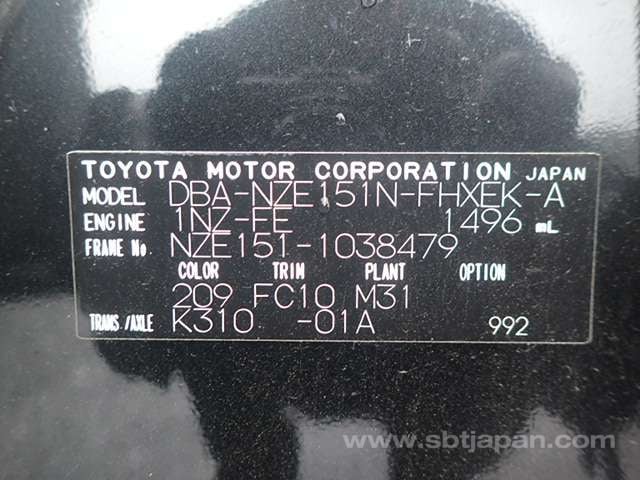 TOYOTA MOTOR CORPORATION JAPAN
MODEL DBA-NZE151N-FHXEK-A
ENGINE 1NZ-FE 1496 mL
FRAME No NZE151-1038479
COLOR TRIM PLANT OPTION
209 FC10 M31
TRANS./AXLE K310 -01A 992
www.sbtjapan.com